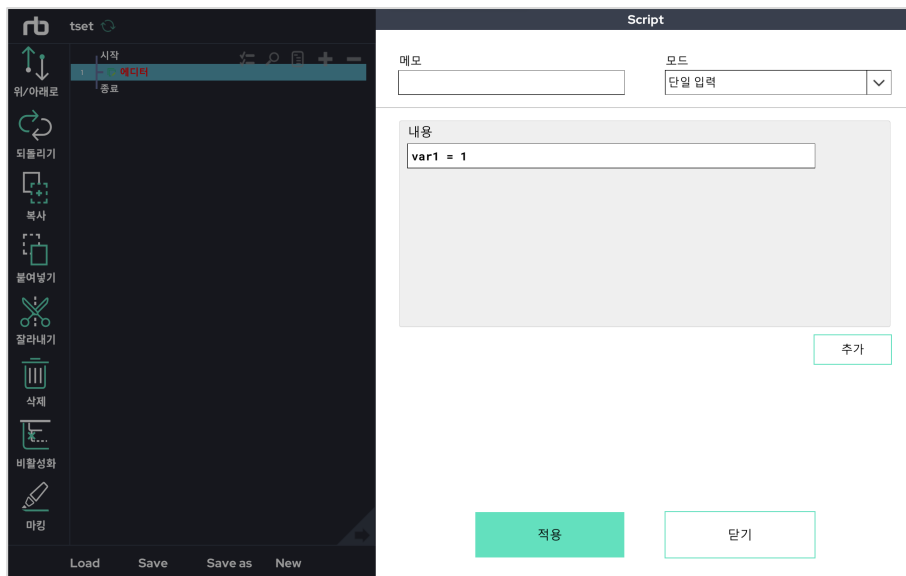 rb
tset
Script
시작
1 에디터
종료
위/아래로
되돌리기
복사
붙여넣기
잘라내기
삭제
비활성화
마킹
Load Save Save as New
메모
모드
단일 입력
내용
var1 = 1
추가
적용
닫기